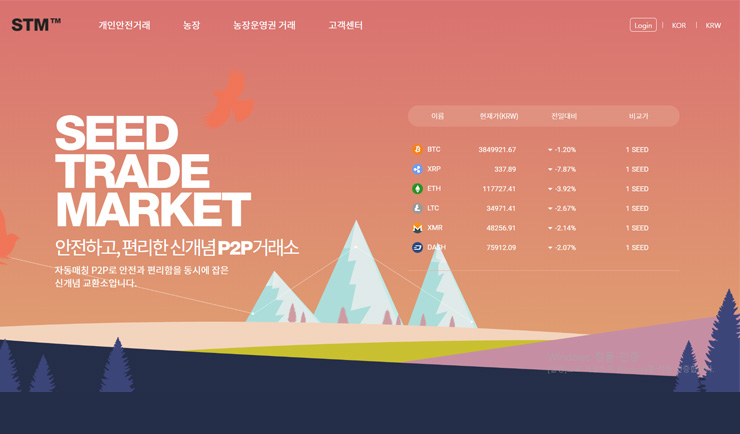 STM™ 개인안전거래 농장 농장운영권 거래 고객센터 Login KOR KRW
SEED
TRADE
MARKET
안전하고, 편리한 신개념 P2P거래소
자동매칭 P2P로 안전과 편리함을 동시에 잡은
신개념 교환소입니다.
이름 현재가(KRW) 전일대비 비교가
BTC 3849921.67 -1.20% 1 SEED
XRP 337.89 -7.87% 1 SEED
ETH 117727.41 -3.92% 1 SEED
LTC 34971.41 -2.67% 1 SEED
XMR 48256.91 -2.14% 1 SEED
DASH 75912.09 -2.07% 1 SEED